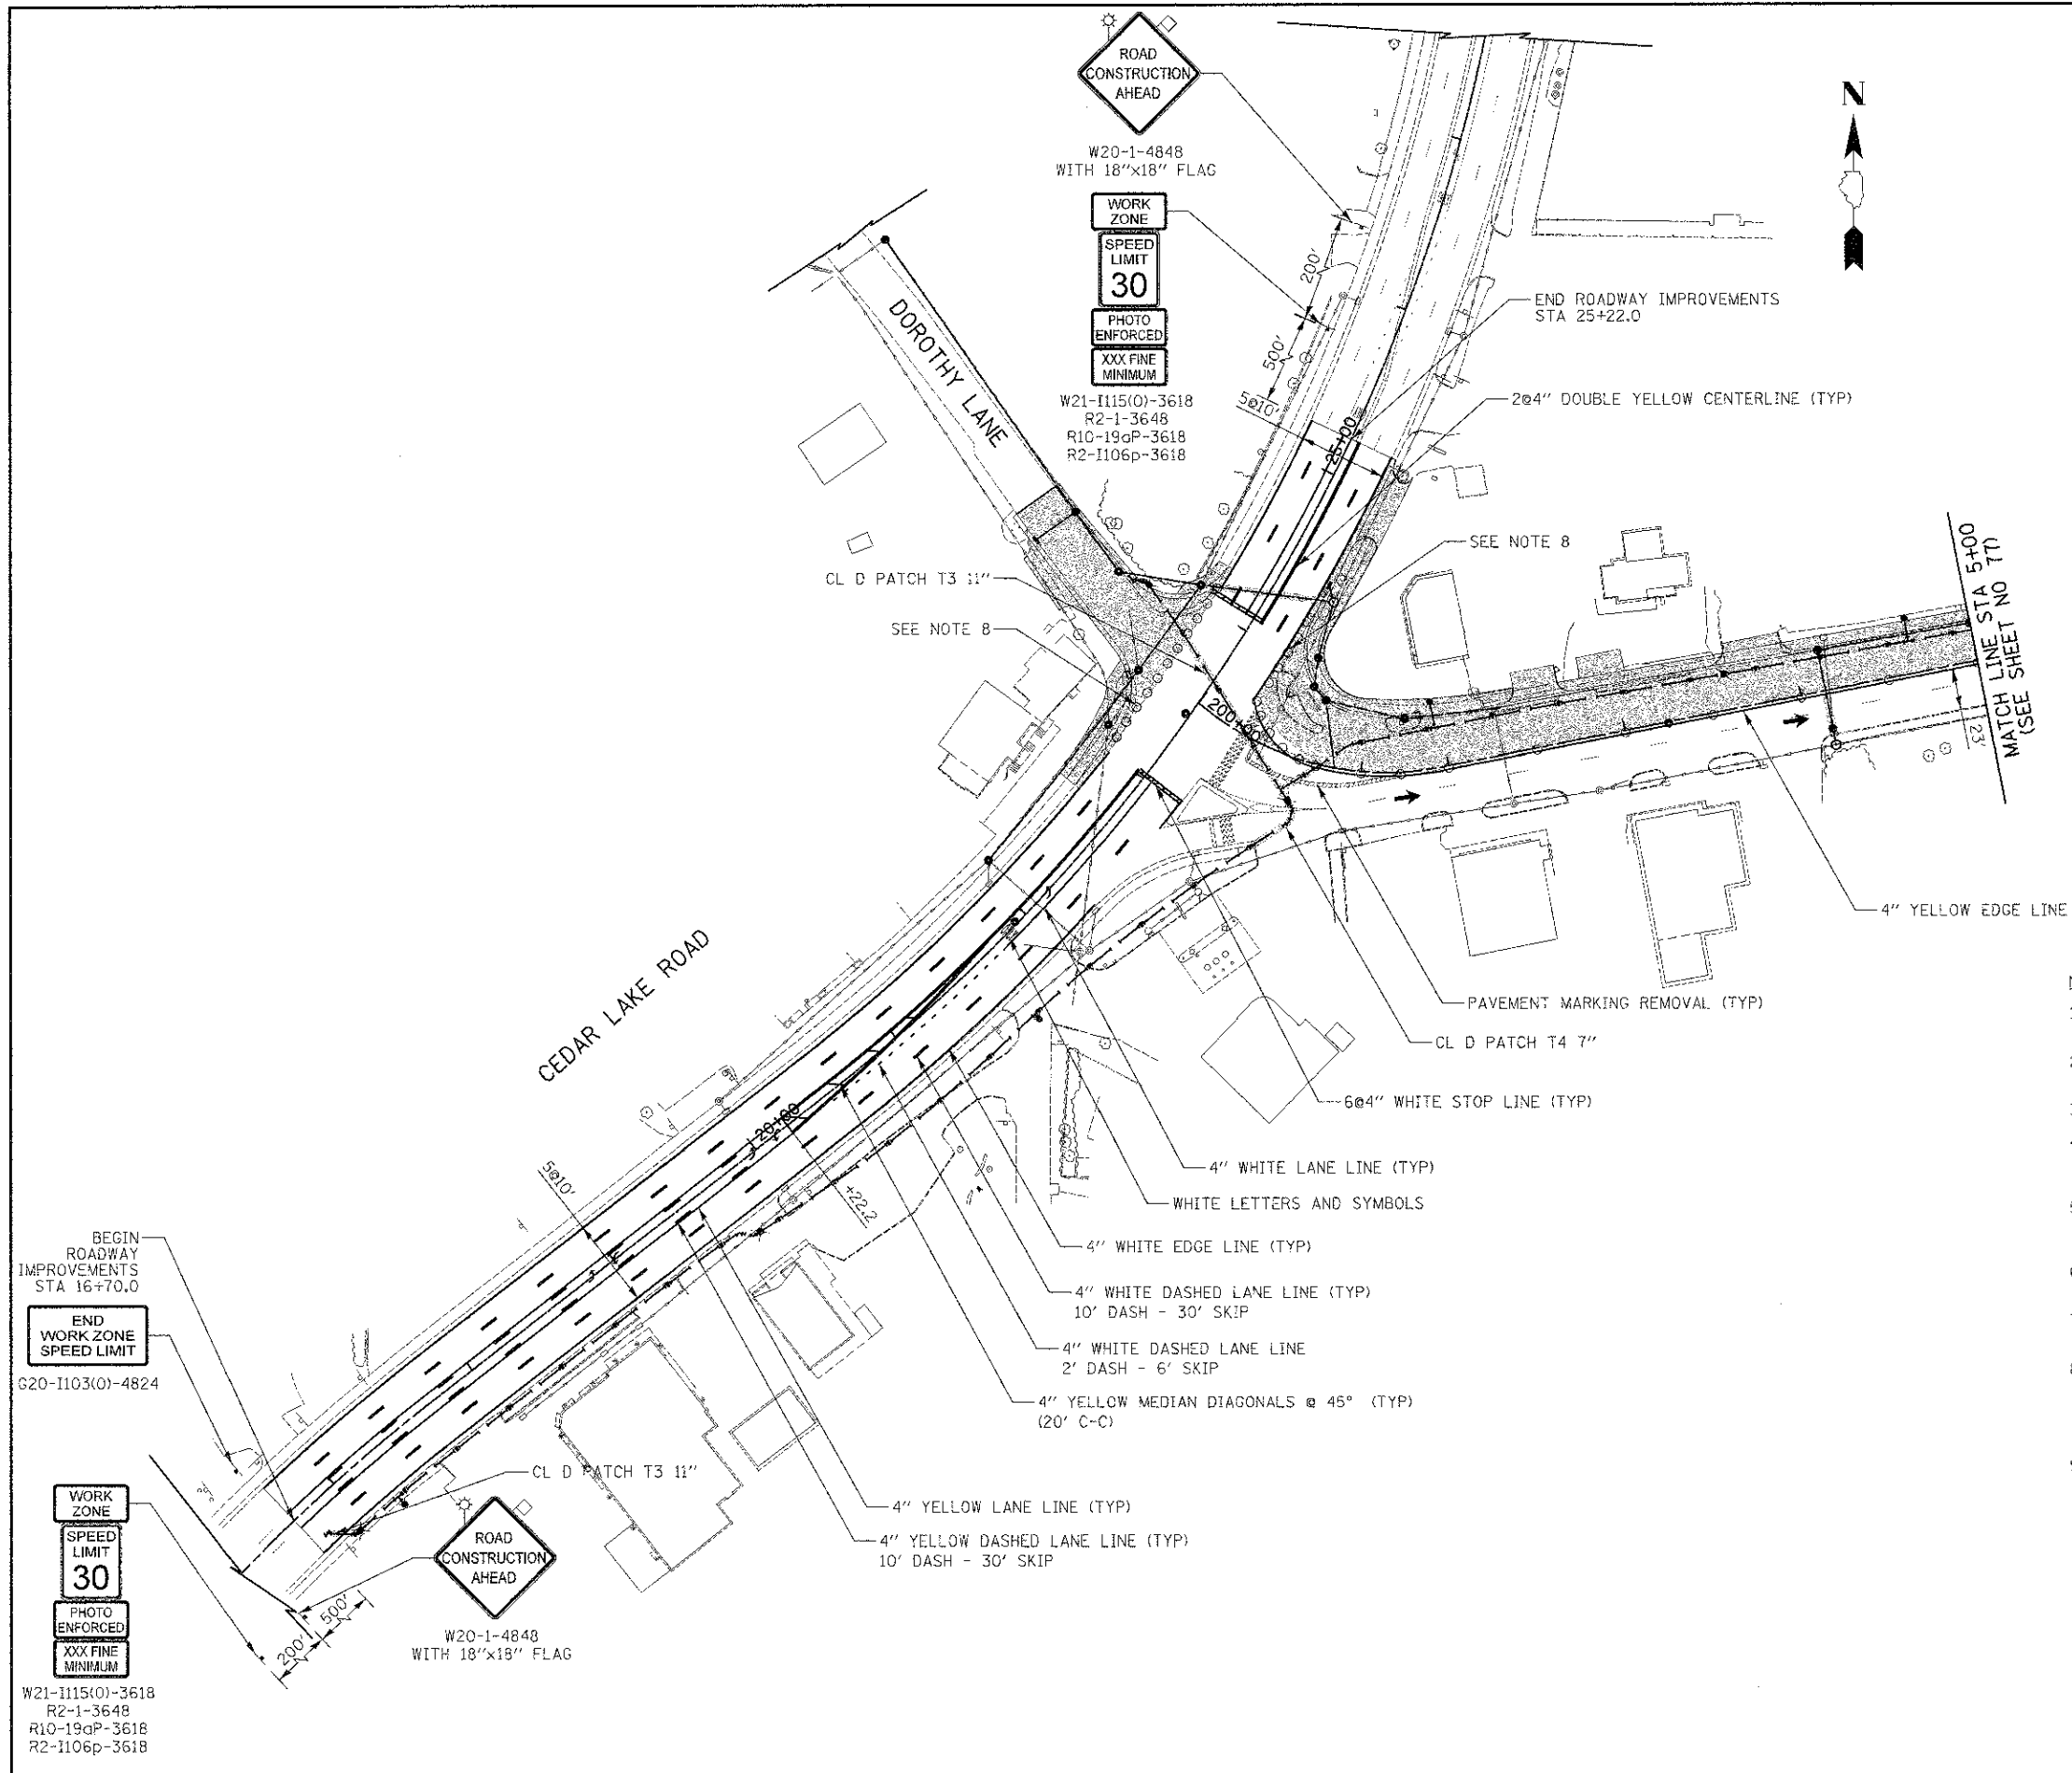 ROAD
CONSTRUCTION
AHEAD
W20-1-4848
WITH 18"x18" FLAG
WORK
ZONE
SPEED
LIMIT
30
PHOTO
ENFORCED
XXX FINE
MINIMUM
W21-I115(O)-3618
R2-1-3648
R10-19aP-3618
R2-I106p-3618
N
200'
500'
5@10'
25+00
END ROADWAY IMPROVEMENTS
STA 25+22.0
2@4" DOUBLE YELLOW CENTERLINE (TYP)
DOROTHY LANE
SEE NOTE 8
CL D PATCH T3 11"
SEE NOTE 8
MATCH LINE STA 5+00
(SEE SHEET NO 77)
23'
200+00
4" YELLOW EDGE LINE
CEDAR LAKE ROAD
PAVEMENT MARKING REMOVAL (TYP)
CL D PATCH T4 7"
6@4" WHITE STOP LINE (TYP)
20+00
5@10'
+22.2
4" WHITE LANE LINE (TYP)
WHITE LETTERS AND SYMBOLS
4" WHITE EDGE LINE (TYP)
4" WHITE DASHED LANE LINE (TYP)
10' DASH - 30' SKIP
4" WHITE DASHED LANE LINE
2' DASH - 6' SKIP
4" YELLOW MEDIAN DIAGONALS @ 45° (TYP)
(20' C-C)
BEGIN
ROADWAY
IMPROVEMENTS
STA 16+70.0
END
WORK ZONE
SPEED LIMIT
G20-I103(O)-4824
CL D PATCH T3 11"
4" YELLOW LANE LINE (TYP)
4" YELLOW DASHED LANE LINE (TYP)
10' DASH - 30' SKIP
WORK
ZONE
SPEED
LIMIT
30
PHOTO
ENFORCED
XXX FINE
MINIMUM
W21-I115(O)-3618
R2-1-3648
R10-19aP-3618
R2-I106p-3618
ROAD
CONSTRUCTION
AHEAD
W20-1-4848
WITH 18"x18" FLAG
200'
500'